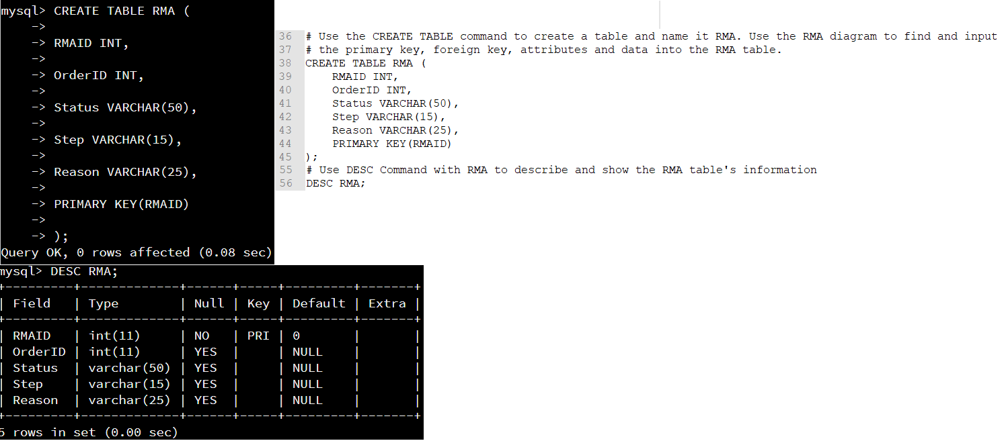 mysql> CREATE TABLE RMA (
    ->
    -> RMAID INT,
    ->
    -> OrderID INT,
    ->
    -> Status VARCHAR(50),
    ->
    -> Step VARCHAR(15),
    ->
    -> Reason VARCHAR(25),
    ->
    -> PRIMARY KEY(RMAID)
    ->
    -> );
Query OK, 0 rows affected (0.08 sec)
mysql> DESC RMA;
+---------+-------------+------+-----+---------+-------+
| Field   | Type        | Null | Key | Default | Extra |
+---------+-------------+------+-----+---------+-------+
| RMAID   | int(11)     | NO   | PRI | 0       |       |
| OrderID | int(11)     | YES  |     | NULL    |       |
| Status  | varchar(50) | YES  |     | NULL    |       |
| Step    | varchar(15) | YES  |     | NULL    |       |
| Reason  | varchar(25) | YES  |     | NULL    |       |
+---------+-------------+------+-----+---------+-------+
5 rows in set (0.00 sec)
36 # Use the CREATE TABLE command to create a table and name it RMA. Use the RMA diagram to find and input
37 # the primary key, foreign key, attributes and data into the RMA table.
38 CREATE TABLE RMA (
39     RMAID INT,
40     OrderID INT,
41     Status VARCHAR(50),
42     Step VARCHAR(15),
43     Reason VARCHAR(25),
44     PRIMARY KEY(RMAID)
45 );
55 # Use DESC Command with RMA to describe and show the RMA table's information
56 DESC RMA;